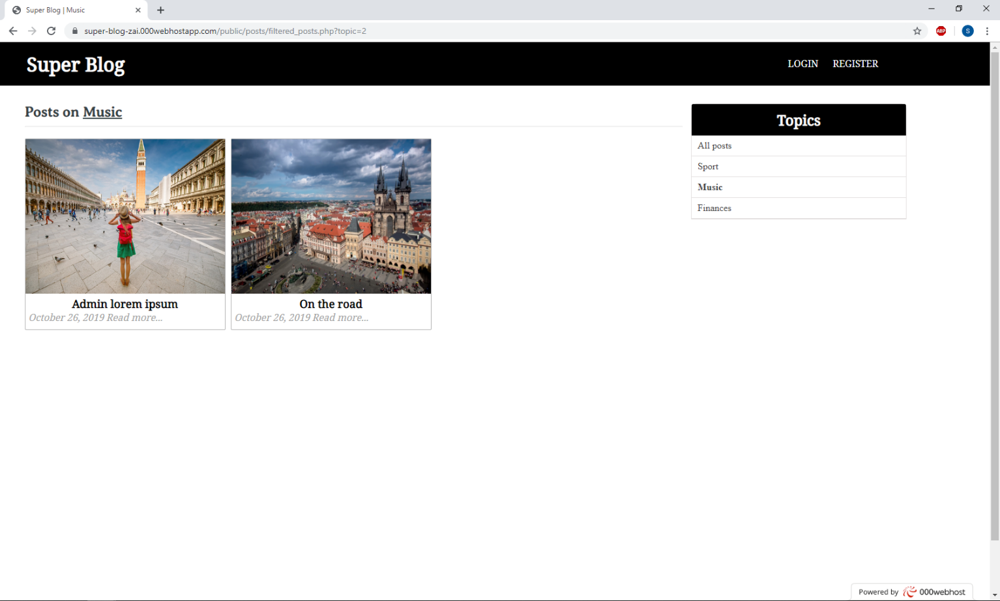 Super Blog | Music
super-blog-zai.000webhostapp.com/public/posts/filtered_posts.php?topic=2
ABP
S
Super Blog
LOGIN REGISTER
Posts on Music
Admin lorem ipsum
October 26, 2019 Read more...
On the road
October 26, 2019 Read more...
Topics
All posts
Sport
Music
Finances
Powered by 000webhost